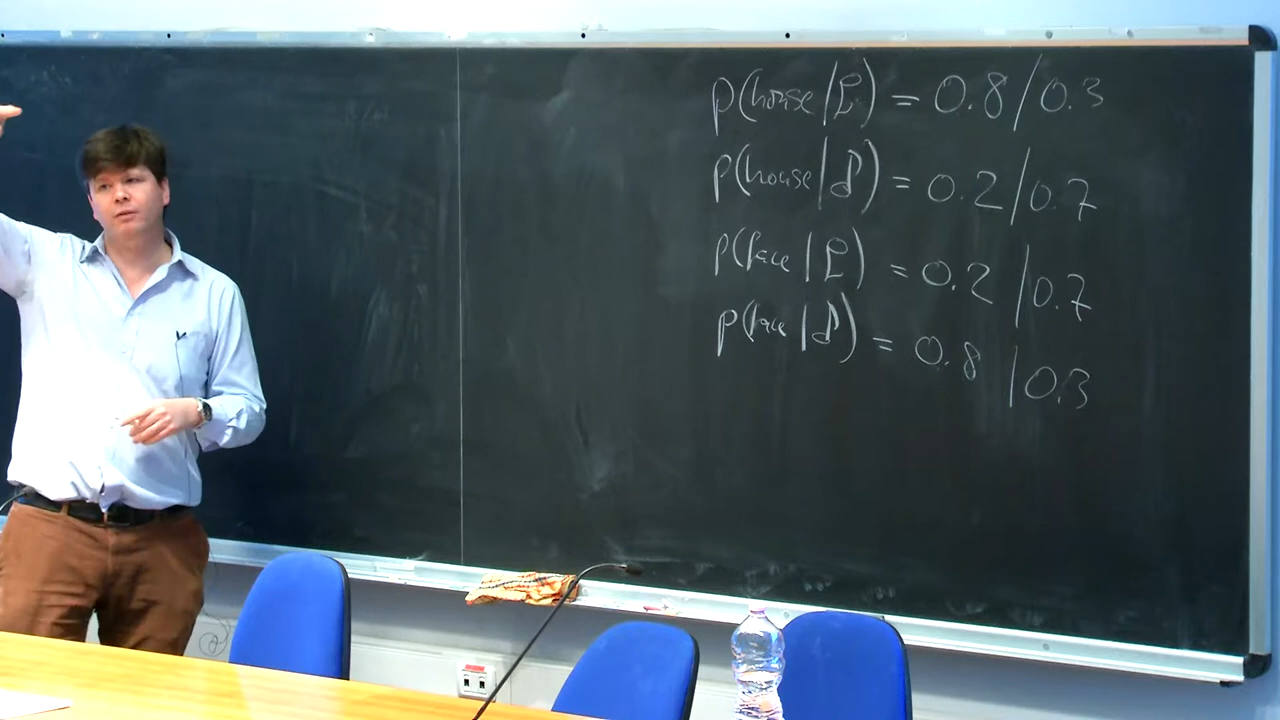 p(house|♪) = 0.8/0.3
p(house|♩) = 0.2/0.7
p(face|♪) = 0.2/0.7
p(face|♩) = 0.8/0.3